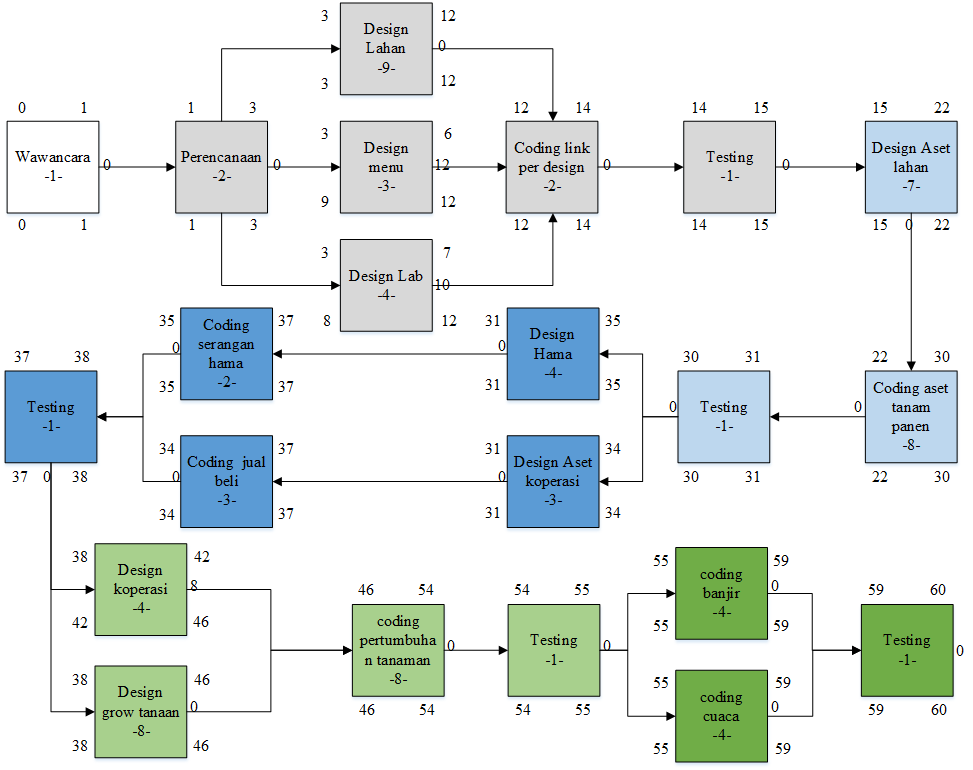 3 12
Design
Lahan
-9-
0
3 12
0 1
Wawancara
-1-
0
0 1
1 3
Perencanaan
-2-
0
1 3
3 6
Design
menu
-3-
12
9 12
12 14
Coding link
per design
-2-
0
12 14
14 15
Testing
-1-
0
14 15
15 22
Design Aset
lahan
-7-
15 0 22
3 7
Design Lab
-4-
10
8 12
35 37
Coding
serangan
hama
-2-
0
35 37
31 35
Design
Hama
-4-
0
31 35
37 38
Testing
-1-
37 0 38
30 31
Testing
-1-
0
30 31
22 30
Coding aset
tanam
panen
-8-
0
22 30
34 37
Coding jual
beli
-3-
0
34 37
31 34
Design Aset
koperasi
-3-
0
31 34
38 42
Design
koperasi
-4-
8
42 46
38 46
Design
grow tanaan
-8-
0
38 46
46 54
coding
pertumbuha
n tanaman
-8-
0
46 54
54 55
Testing
-1-
0
54 55
55 59
coding
banjir
-4-
0
55 59
55 59
coding
cuaca
-4-
0
55 59
59 60
Testing
-1-
0
59 60